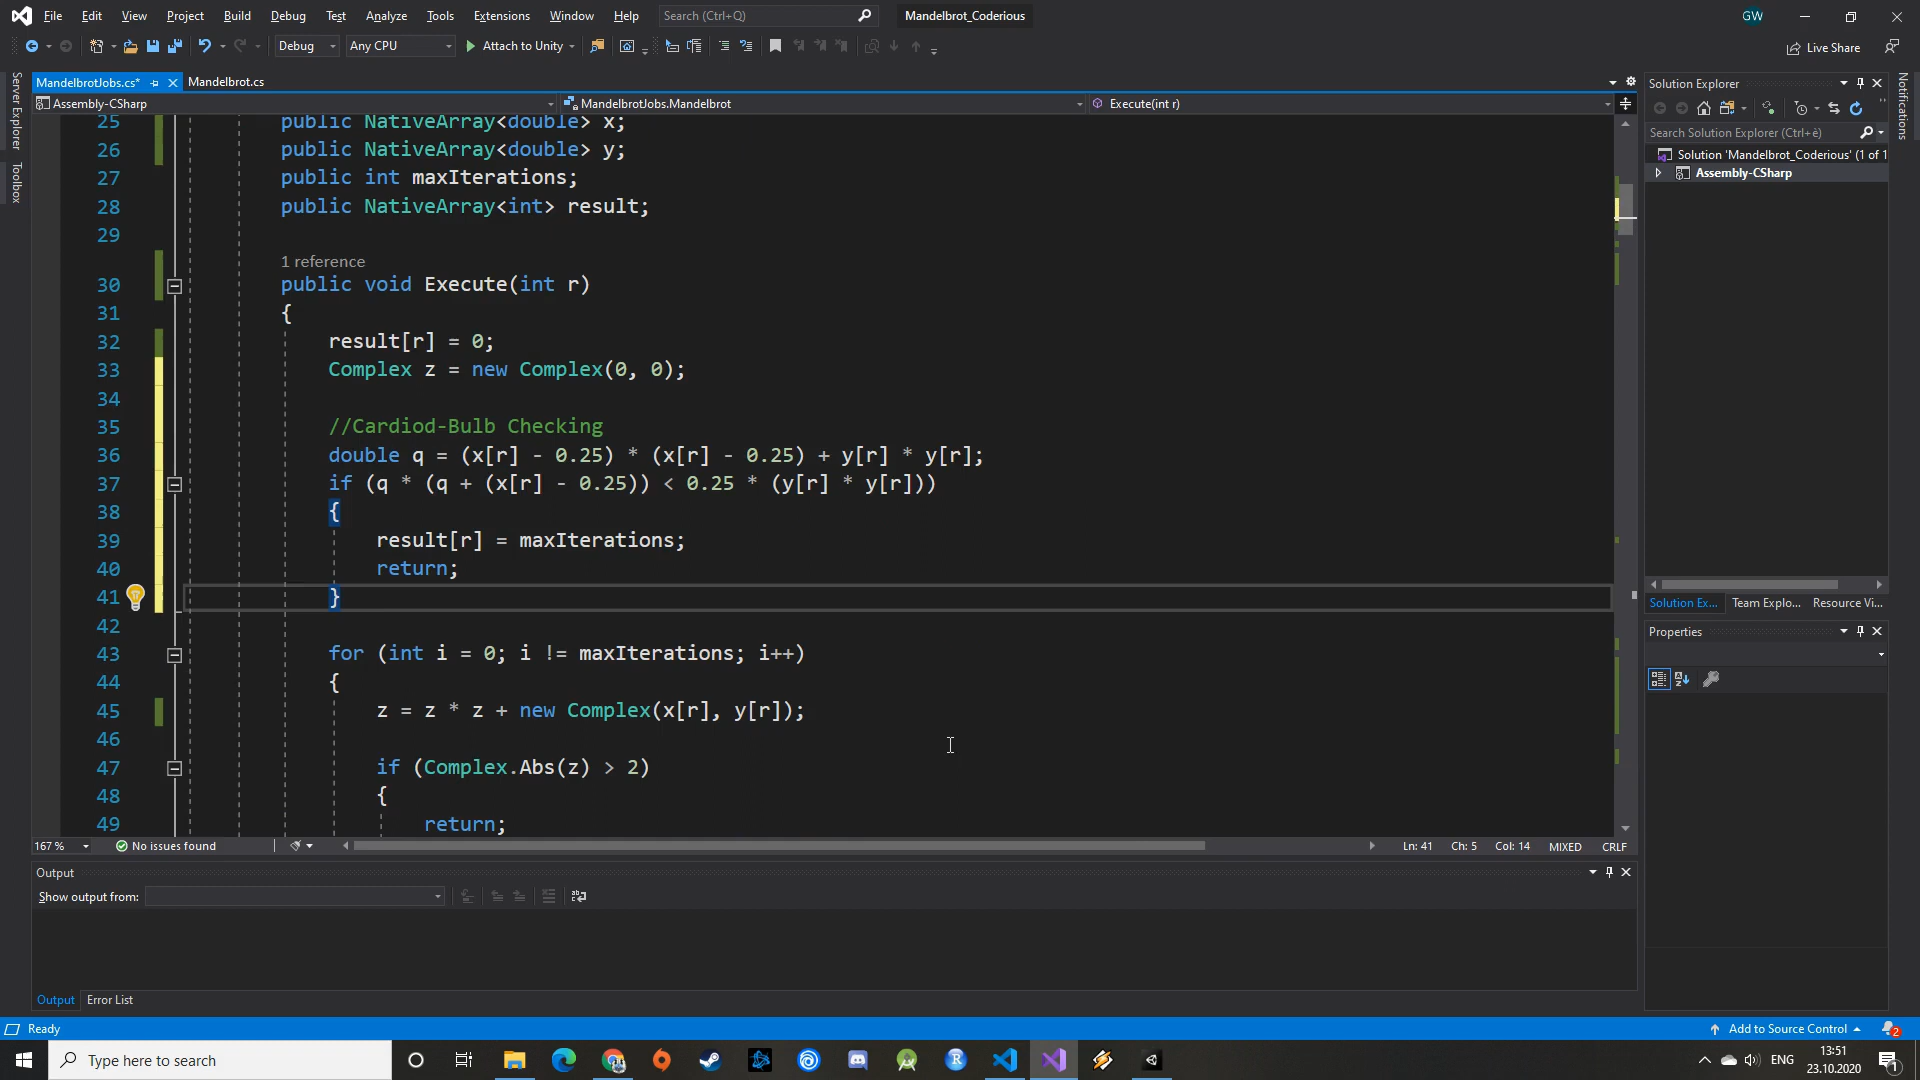 File Edit View Project Build Debug Test Analyze Tools Extensions Window Help Search (Ctrl+Q) Mandelbrot_Coderious GW
Debug Any CPU Attach to Unity Live Share
Server Explorer
Toolbox
MandelbrotJobs.cs* Mandelbrot.cs
Assembly-CSharp MandelbrotJobs.Mandelbrot Execute(int r)
25 public NativeArray<double> x;
26 public NativeArray<double> y;
27 public int maxIterations;
28 public NativeArray<int> result;
29
1 reference
30 public void Execute(int r)
31 {
32 result[r] = 0;
33 Complex z = new Complex(0, 0);
34
35 //Cardiod-Bulb Checking
36 double q = (x[r] - 0.25) * (x[r] - 0.25) + y[r] * y[r];
37 if (q * (q + (x[r] - 0.25)) < 0.25 * (y[r] * y[r]))
38 {
39 result[r] = maxIterations;
40 return;
41 }
42
43 for (int i = 0; i != maxIterations; i++)
44 {
45 z = z * z + new Complex(x[r], y[r]);
46
47 if (Complex.Abs(z) > 2)
48 {
49 return;
167 % No issues found Ln: 41 Ch: 5 Col: 14 MIXED CRLF
Output
Show output from:
Output Error List
Solution Explorer
Search Solution Explorer (Ctrl+è)
Solution 'Mandelbrot_Coderious' (1 of 1
Assembly-CSharp
Solution Ex... Team Explo... Resource Vi...
Properties
Notifications
Ready Add to Source Control 2
Type here to search ENG 13:51
23.10.2020 1